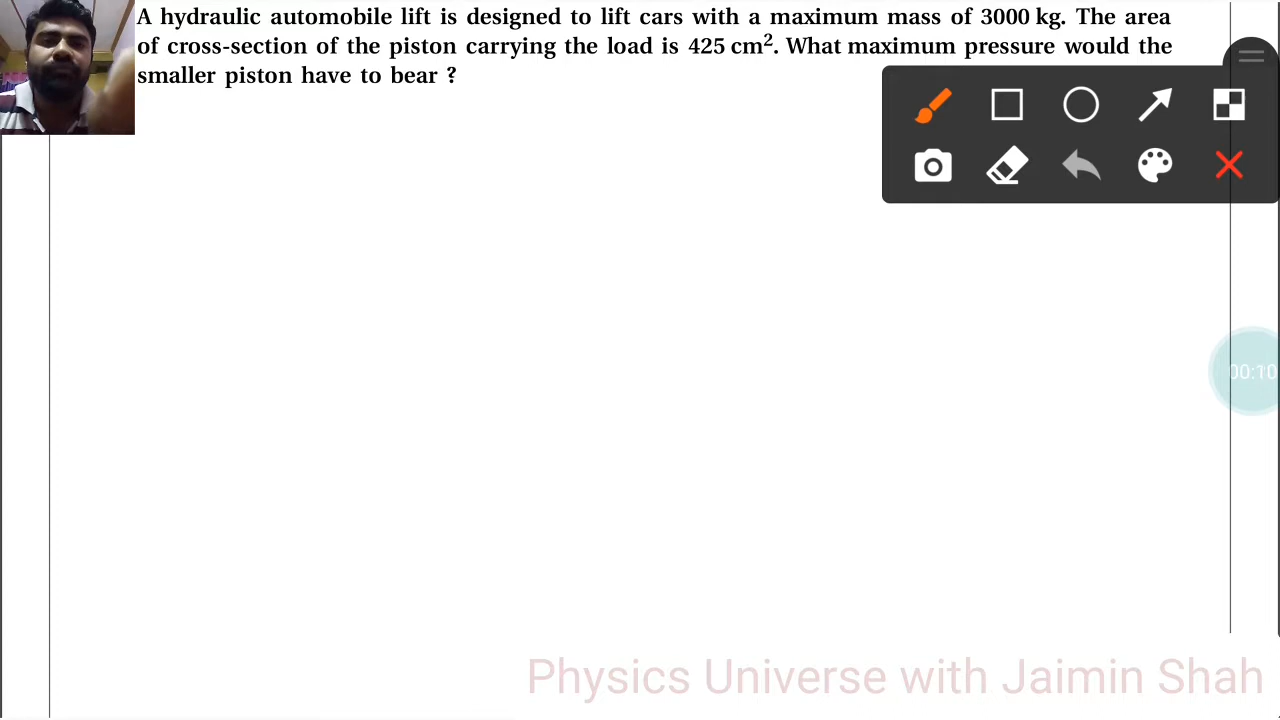 A hydraulic automobile lift is designed to lift cars with a maximum mass of 3000 kg. The area
of cross-section of the piston carrying the load is 425 cm². What maximum pressure would the
smaller piston have to bear ?
00:10
Physics Universe with Jaimin Shah